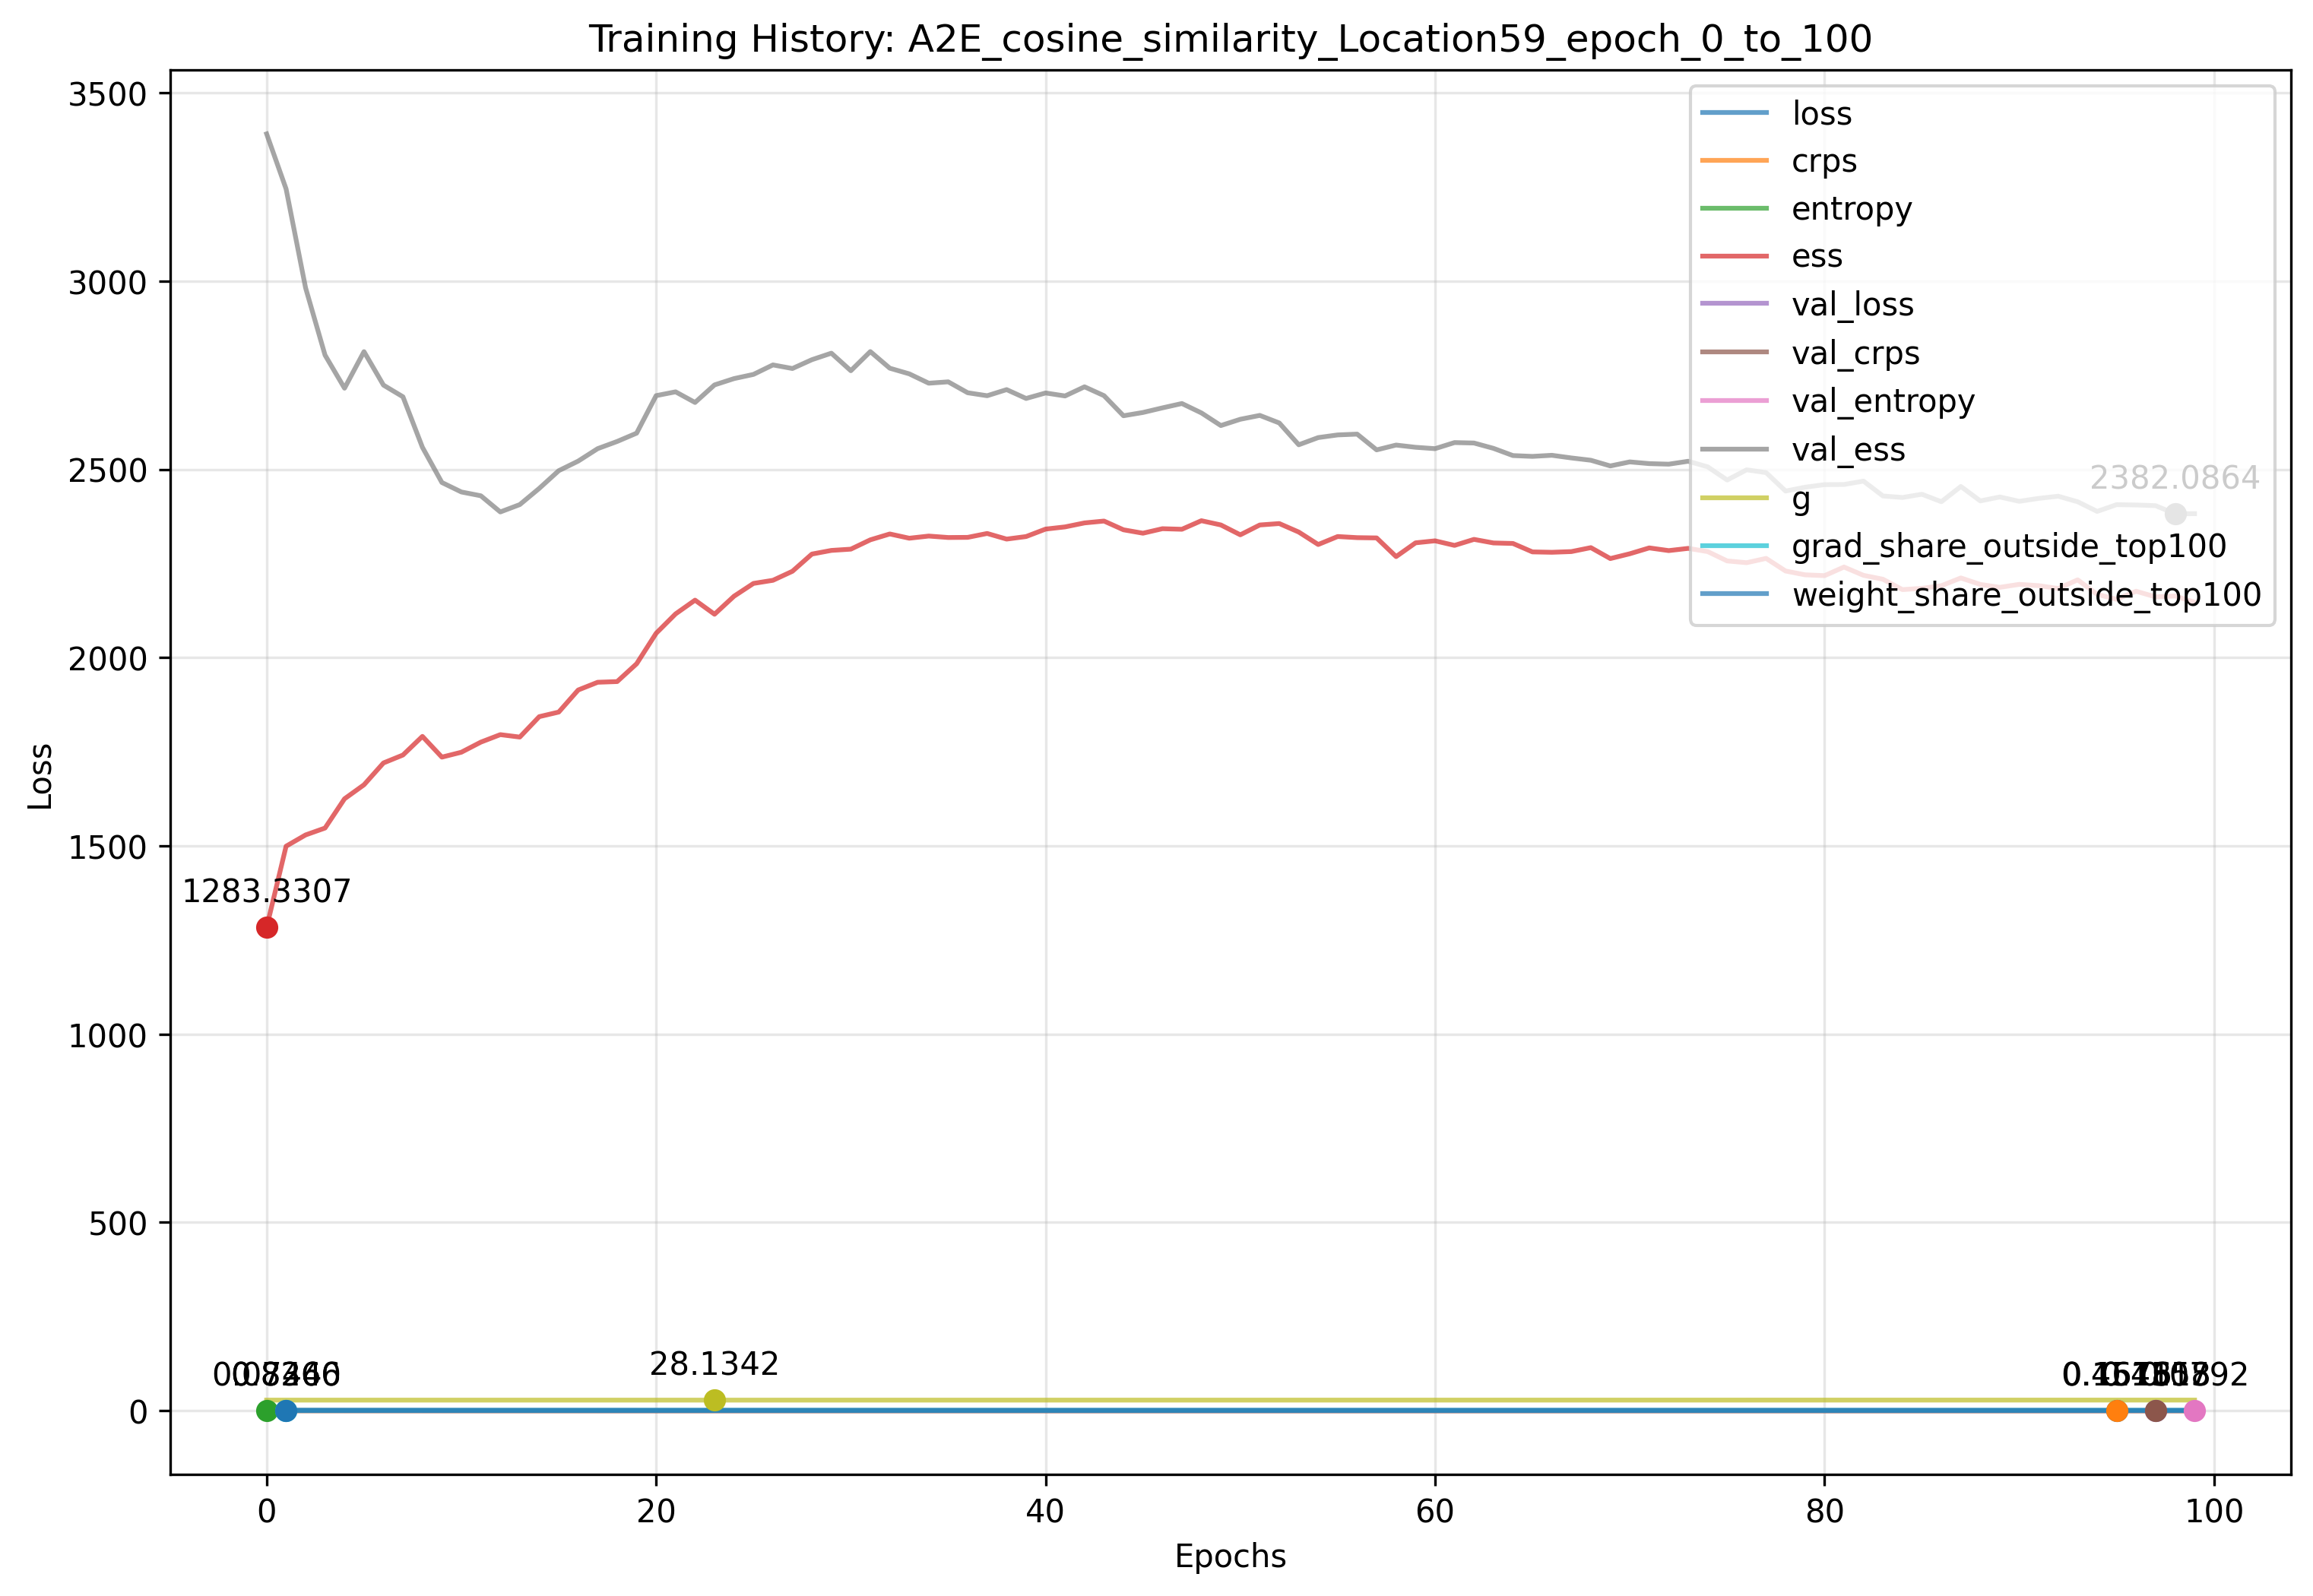 Training History: A2E_cosine_similarity_Location59_epoch_0_to_100
3500
3000
2500
2000
1500
1000
500
0
Loss
loss
crps
entropy
ess
val_loss
val_crps
val_entropy
val_ess
g
grad_share_outside_top100
weight_share_outside_top100
2382.0864
1283.3307
28.1342
0
20
40
60
80
100
Epochs